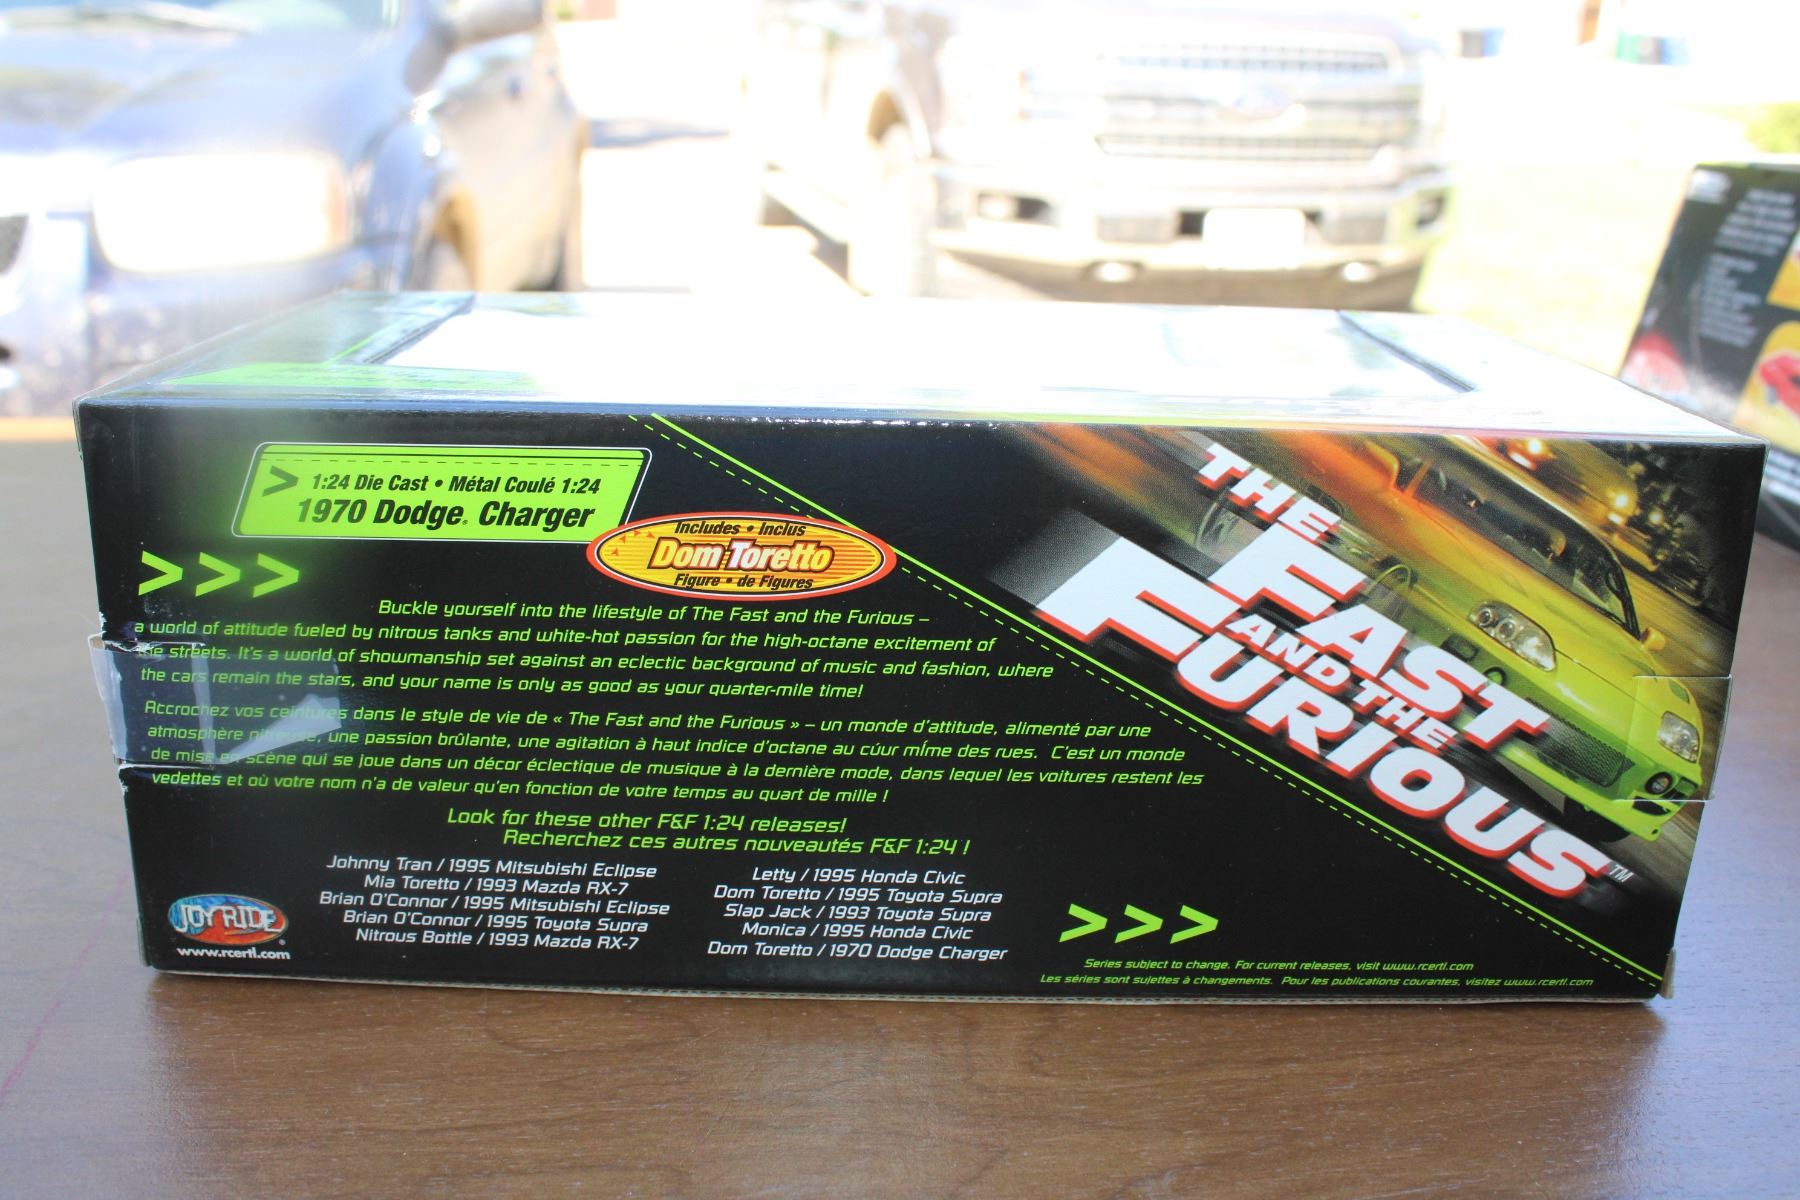 1:24 Die Cast • Métal Coulé 1:24
1970 Dodge® Charger
Includes • Inclus
Dom Toretto
Figure • de Figures
>>>
Buckle yourself into the lifestyle of The Fast and the Furious –
a world of attitude fueled by nitrous tanks and white-hot passion for the high-octane excitement of
the streets. It's a world of showmanship set against an eclectic background of music and fashion, where
the cars remain the stars, and your name is only as good as your quarter-mile time!
Accrochez vos ceintures dans le style de vie de « The Fast and the Furious » – un monde d'attitude, alimenté par une
atmosphère nitreuse, une passion brûlante, une agitation à haut indice d'octane au cúur mÍme des rues. C'est un monde
de mise en scène qui se joue dans un décor éclectique de musique à la dernière mode, dans lequel les voitures restent les
vedettes et où votre nom n'a de valeur qu'en fonction de votre temps au quart de mille !
Look for these other F&F 1:24 releases!
Recherchez ces autres nouveautés F&F 1:24 !
Johnny Tran / 1995 Mitsubishi Eclipse
Mia Toretto / 1993 Mazda RX-7
Brian O'Connor / 1995 Mitsubishi Eclipse
Brian O'Connor / 1995 Toyota Supra
Nitrous Bottle / 1993 Mazda RX-7
Letty / 1995 Honda Civic
Dom Toretto / 1995 Toyota Supra
Slap Jack / 1993 Toyota Supra
Monica / 1995 Honda Civic
Dom Toretto / 1970 Dodge Charger
JOY RIDE®
www.rcertl.com
>>>
Series subject to change. For current releases, visit www.rcertl.com
Les séries sont sujettes à changements. Pour les publications courantes, visitez www.rcertl.com
THE
FAST
AND THE
FURIOUS™